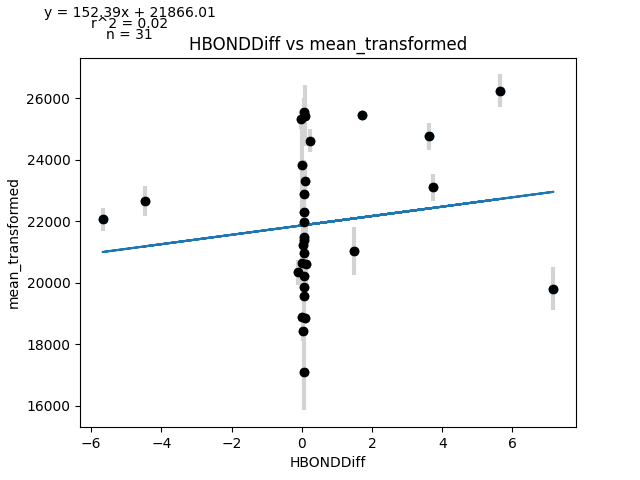 y = 152.39x + 21866.01
r^2 = 0.02
n = 31
HBONDDiff vs mean_transformed
mean_transformed
26000
24000
22000
20000
18000
16000
−6
−4
−2
0
2
4
6
HBONDDiff